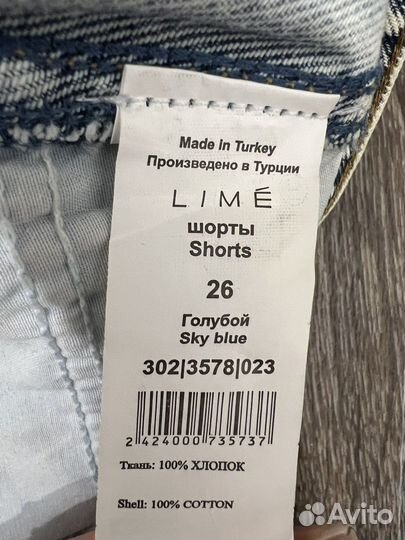 Made in Turkey
Произведено в Турции
LIMÉ
шорты
Shorts
26
Голубой
Sky blue
302|3578|023
2 424000 735737
Ткань: 100% ХЛОПОК
Shell: 100% COTTON
Avito